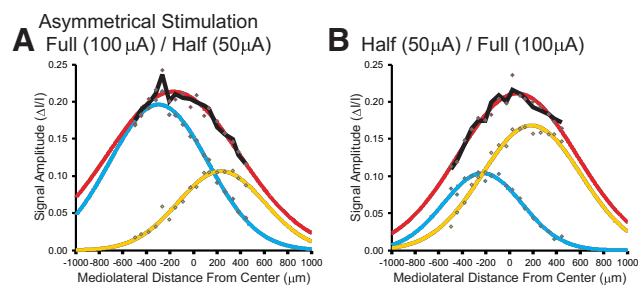 Asymmetrical Stimulation
A Full (100 µA) / Half (50µA)
B Half (50µA) / Full (100µA)
Signal Amplitude (ΔI/I)
0.25
0.20
0.15
0.10
0.05
0.00
-1000 -800 -600 -400 -200 0 200 400 600 800 1000
Mediolateral Distance From Center (µm)
Signal Amplitude (ΔI/I)
0.25
0.20
0.15
0.10
0.05
0.00
-1000 -800 -600 -400 -200 0 200 400 600 800 1000
Mediolateral Distance From Center (µm)